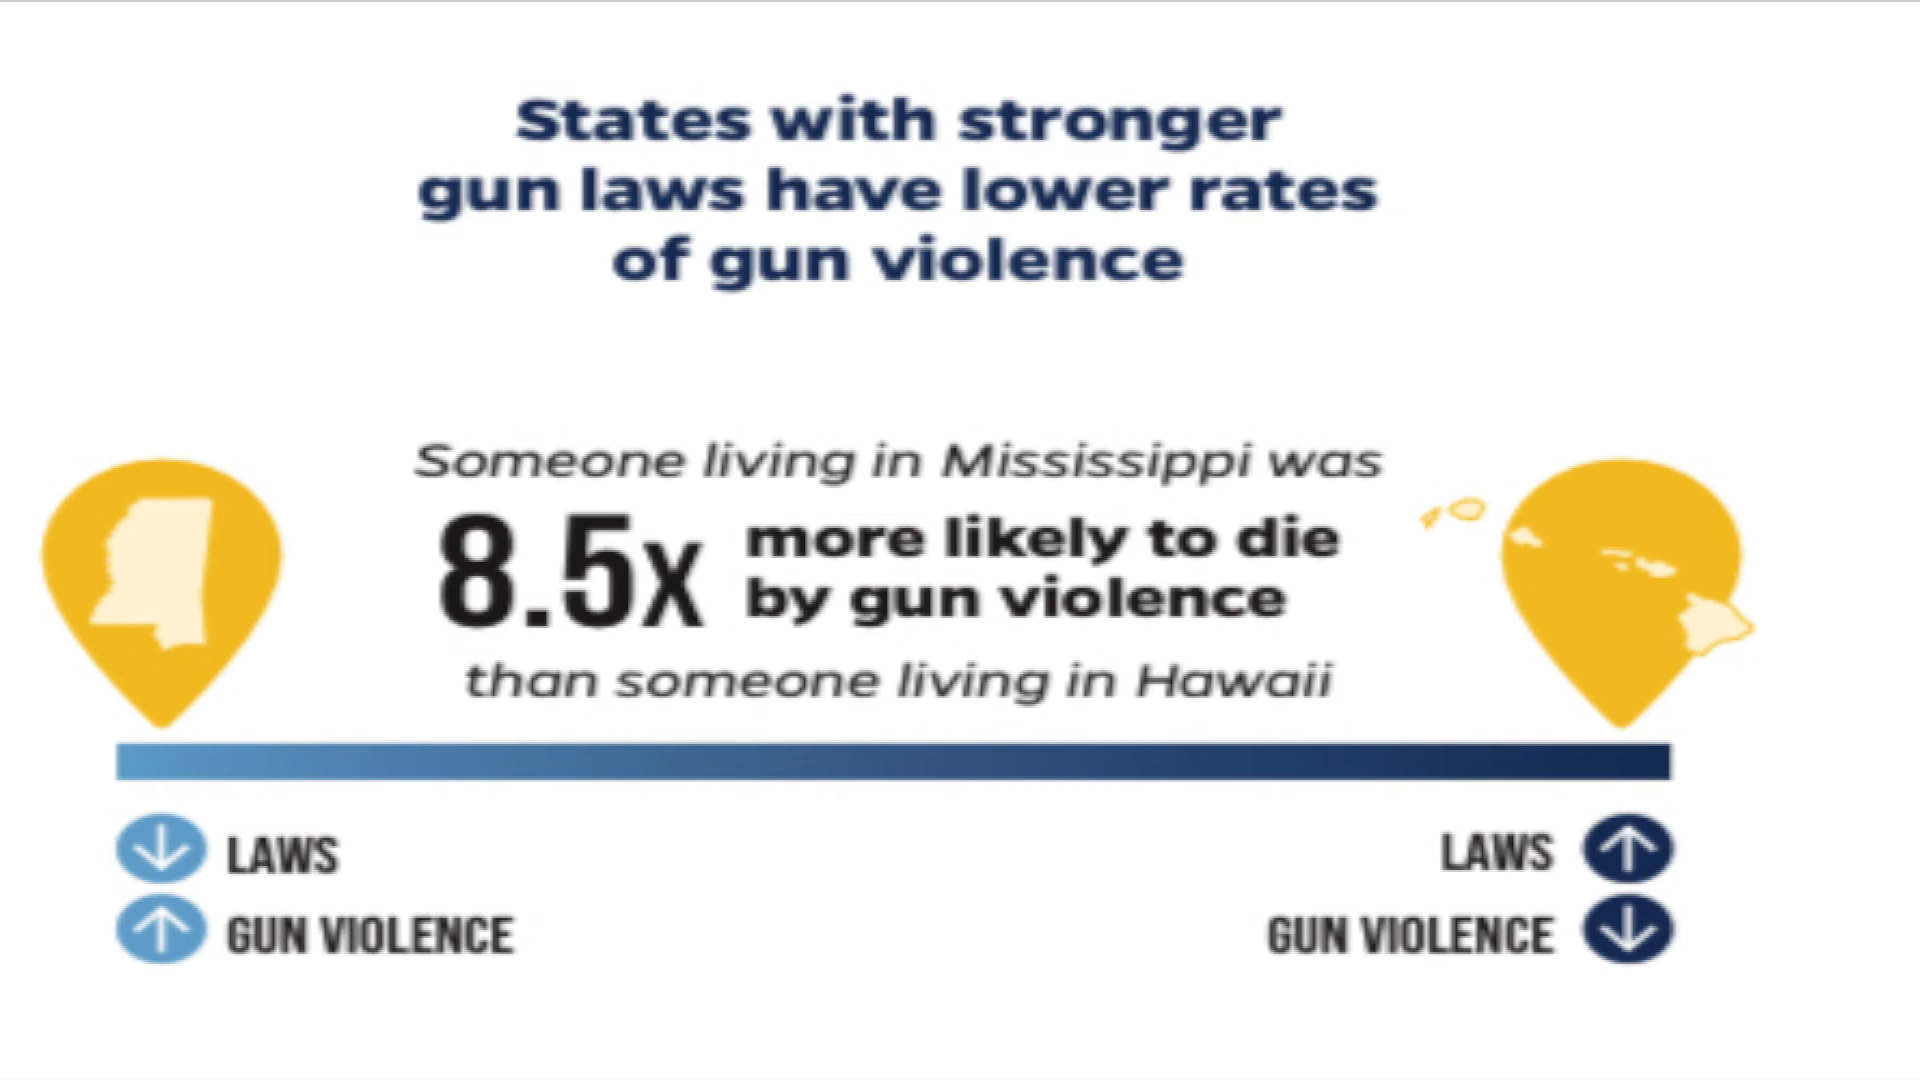 States with stronger
gun laws have lower rates
of gun violence
Someone living in Mississippi was
8.5x more likely to die
by gun violence
than someone living in Hawaii
LAWS
GUN VIOLENCE
LAWS
GUN VIOLENCE